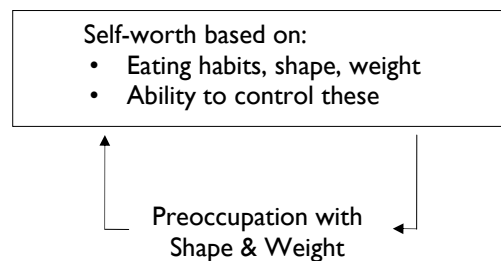 Self-worth based on:
• Eating habits, shape, weight
• Ability to control these
Preoccupation with
Shape & Weight